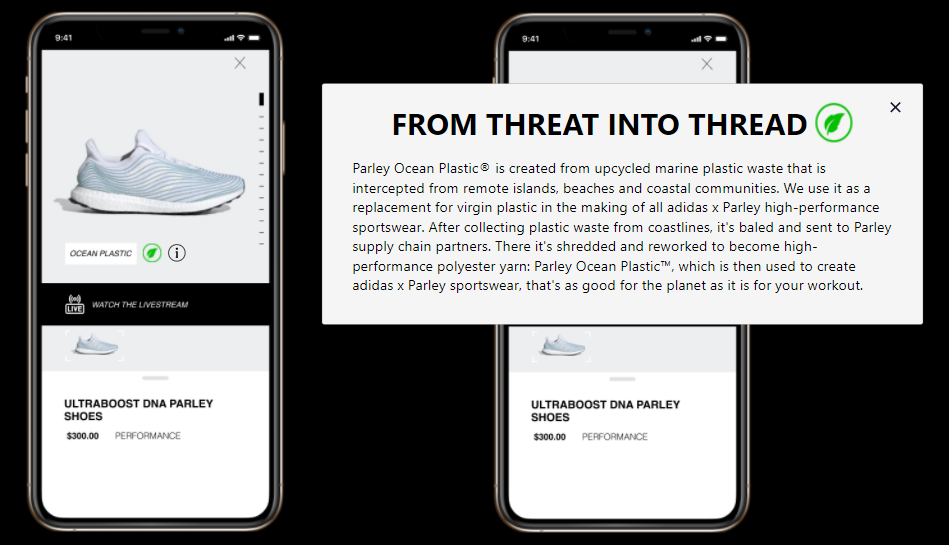 9:41
OCEAN PLASTIC
i
LIVE
WATCH THE LIVESTREAM
ULTRABOOST DNA PARLEY
SHOES
$300.00 PERFORMANCE
9:41
FROM THREAT INTO THREAD
Parley Ocean Plastic® is created from upcycled marine plastic waste that is
intercepted from remote islands, beaches and coastal communities. We use it as a
replacement for virgin plastic in the making of all adidas x Parley high-performance
sportswear. After collecting plastic waste from coastlines, it's baled and sent to Parley
supply chain partners. There it's shredded and reworked to become high-
performance polyester yarn: Parley Ocean Plastic™, which is then used to create
adidas x Parley sportswear, that's as good for the planet as it is for your workout.
ULTRABOOST DNA PARLEY
SHOES
$300.00 PERFORMANCE